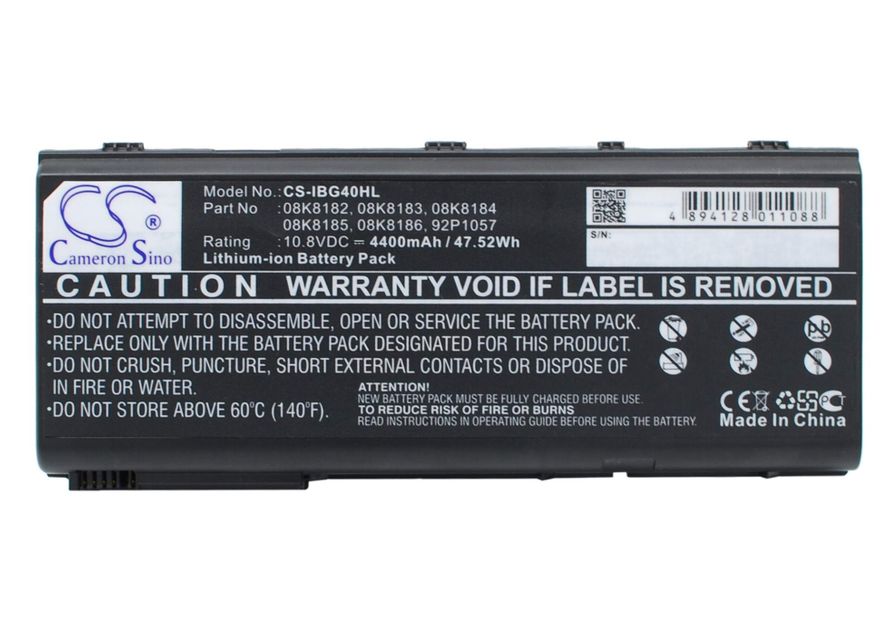 CS ®
Cameron Sino
Model No.: CS-IBG40HL
Part No : 08K8182, 08K8183, 08K8184
08K8185, 08K8186, 92P1057
Rating : 10.8VDC ⎓ 4400mAh / 47.52Wh
Lithium-ion Battery Pack
4 894128 011088
S/N:
CAUTION WARRANTY VOID IF LABEL IS REMOVED
•DO NOT ATTEMPT TO DISASSEMBLE, OPEN OR SERVICE THE BATTERY PACK.
•REPLACE ONLY WITH THE BATTERY PACK DESIGNATED FOR THIS PRODUCT.
•DO NOT CRUSH, PUNCTURE, SHORT EXTERNAL CONTACTS OR DISPOSE OF
IN FIRE OR WATER.
•DO NOT STORE ABOVE 60°C (140°F).
ATTENTION!
NEW BATTERY PACK MUST BE FULLY CHARGED BEFORE USE
TO REDUCE RISK OF FIRE OR BURNS
READ INSTRUCTIONS IN OPERATING GUIDE BEFORE USING THE BATTERY.
Pb
CE
Made In China